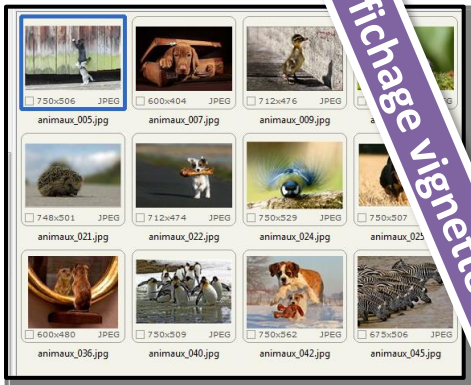 750x506 JPEG
600x404 JPEG
712x476 JPEG
animaux_005.jpg
animaux_007.jpg
animaux_009.jpg
748x501 JPEG
712x474 JPEG
750x529 JPEG
750x507
animaux_021.jpg
animaux_022.jpg
animaux_024.jpg
animaux_025
600x480 JPEG
750x509 JPEG
750x562 JPEG
675x506 JPEG
animaux_036.jpg
animaux_040.jpg
animaux_042.jpg
animaux_045.jpg
fichage vignette